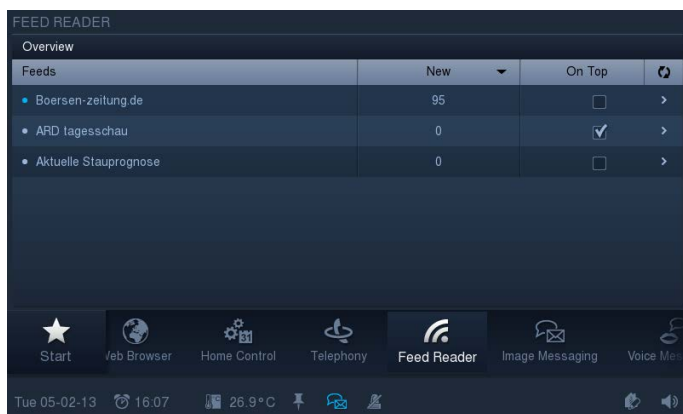 FEED READER
Overview
Feeds New On Top
Boersen-zeitung.de 95
ARD tagesschau 0
Aktuelle Stauprognose 0
Start Web Browser Home Control Telephony Feed Reader Image Messaging Voice Mes
Tue 05-02-13 16:07 26.9°C